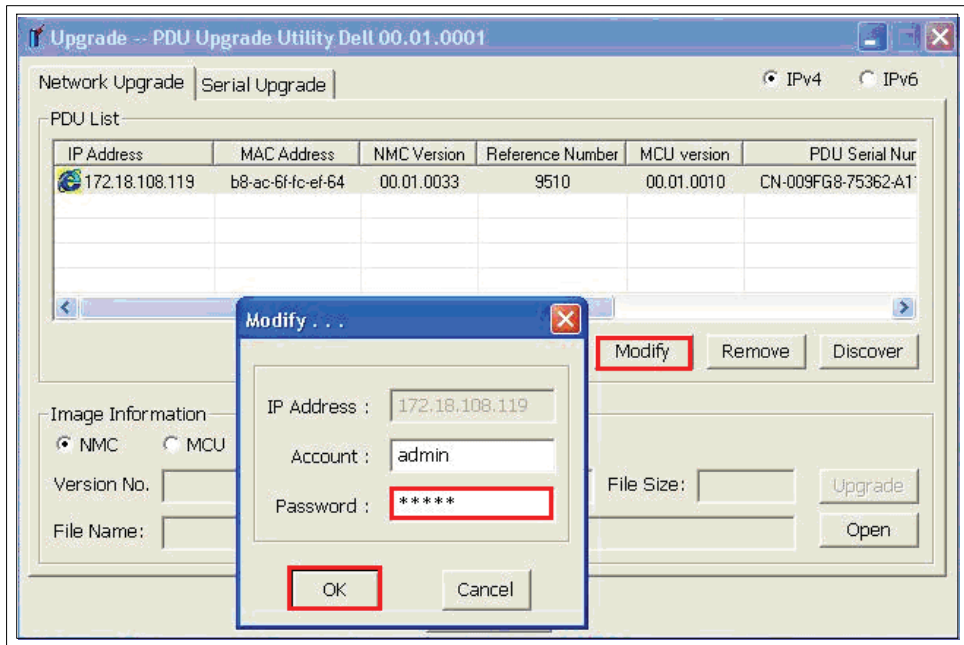 Upgrade -- PDU Upgrade Utility Dell 00.01.0001
Network Upgrade Serial Upgrade IPv4 IPv6
PDU List
IP Address MAC Address NMC Version Reference Number MCU version PDU Serial Nur
172.18.108.119 b8-ac-6f-fc-ef-64 00.01.0033 9510 00.01.0010 CN-009FG8-75362-A1
Modify Remove Discover
Image Information
NMC MCU
Version No. File Size: Upgrade
File Name: Open
Modify . . .
IP Address : 172.18.108.119
Account : admin
Password : *****
OK Cancel